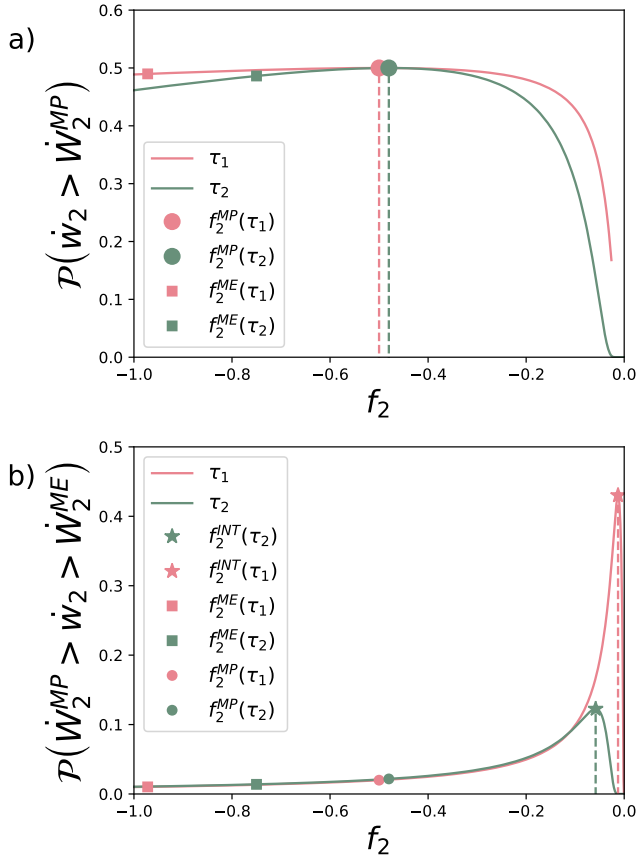 a)
𝒫(ẇ₂ > Ẇ₂^{MP})
0.6
0.5
0.4
0.3
0.2
0.1
0.0
τ₁
τ₂
f₂^{MP}(τ₁)
f₂^{MP}(τ₂)
f₂^{ME}(τ₁)
f₂^{ME}(τ₂)
−1.0 −0.8 −0.6 −0.4 −0.2 0.0
f₂
b)
𝒫(Ẇ₂^{MP} > ẇ₂ > Ẇ₂^{ME})
0.5
0.4
0.3
0.2
0.1
0.0
τ₁
τ₂
f₂^{INT}(τ₂)
f₂^{INT}(τ₁)
f₂^{ME}(τ₁)
f₂^{ME}(τ₂)
f₂^{MP}(τ₁)
f₂^{MP}(τ₂)
−1.0 −0.8 −0.6 −0.4 −0.2 0.0
f₂